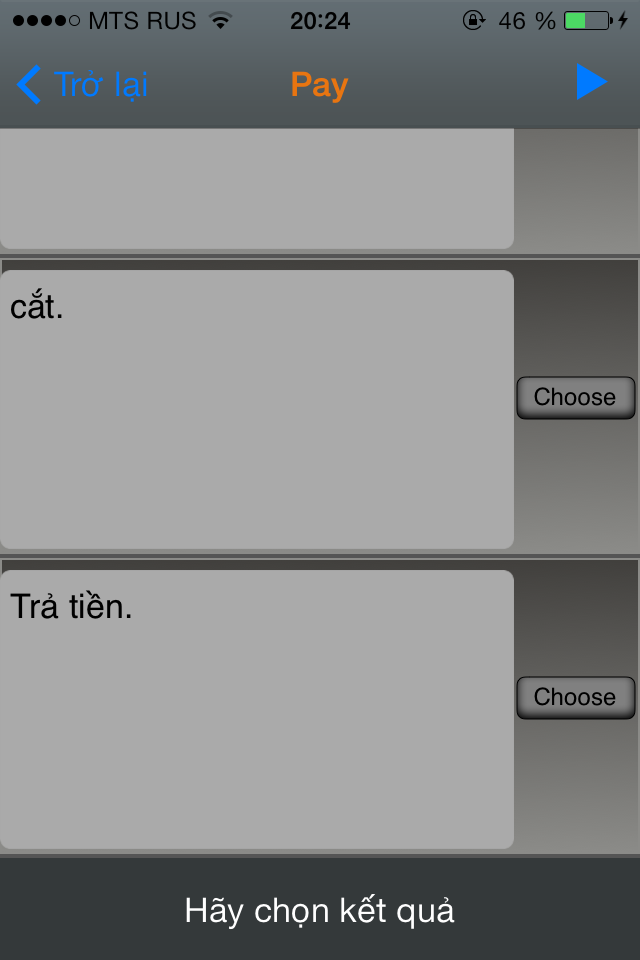 MTS RUS 20:24 46 %
Trở lại Pay
cắt.
Choose
Trả tiền.
Choose
Hãy chọn kết quả